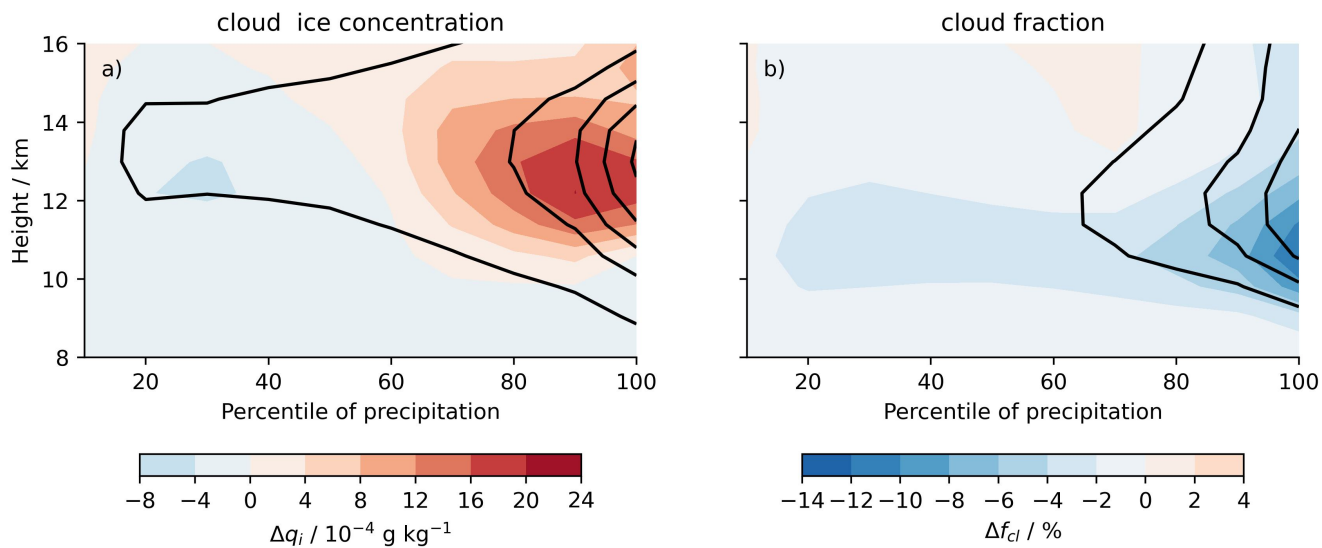 cloud  ice concentration
cloud fraction
a)
b)
16
14
12
10
8
Height / km
20 40 60 80 100
20 40 60 80 100
Percentile of precipitation
Percentile of precipitation
−8 −4 0 4 8 12 16 20 24
−14 −12 −10 −8 −6 −4 −2 0 2 4
Δqᵢ / 10⁻⁴ g kg⁻¹
Δf_cl / %